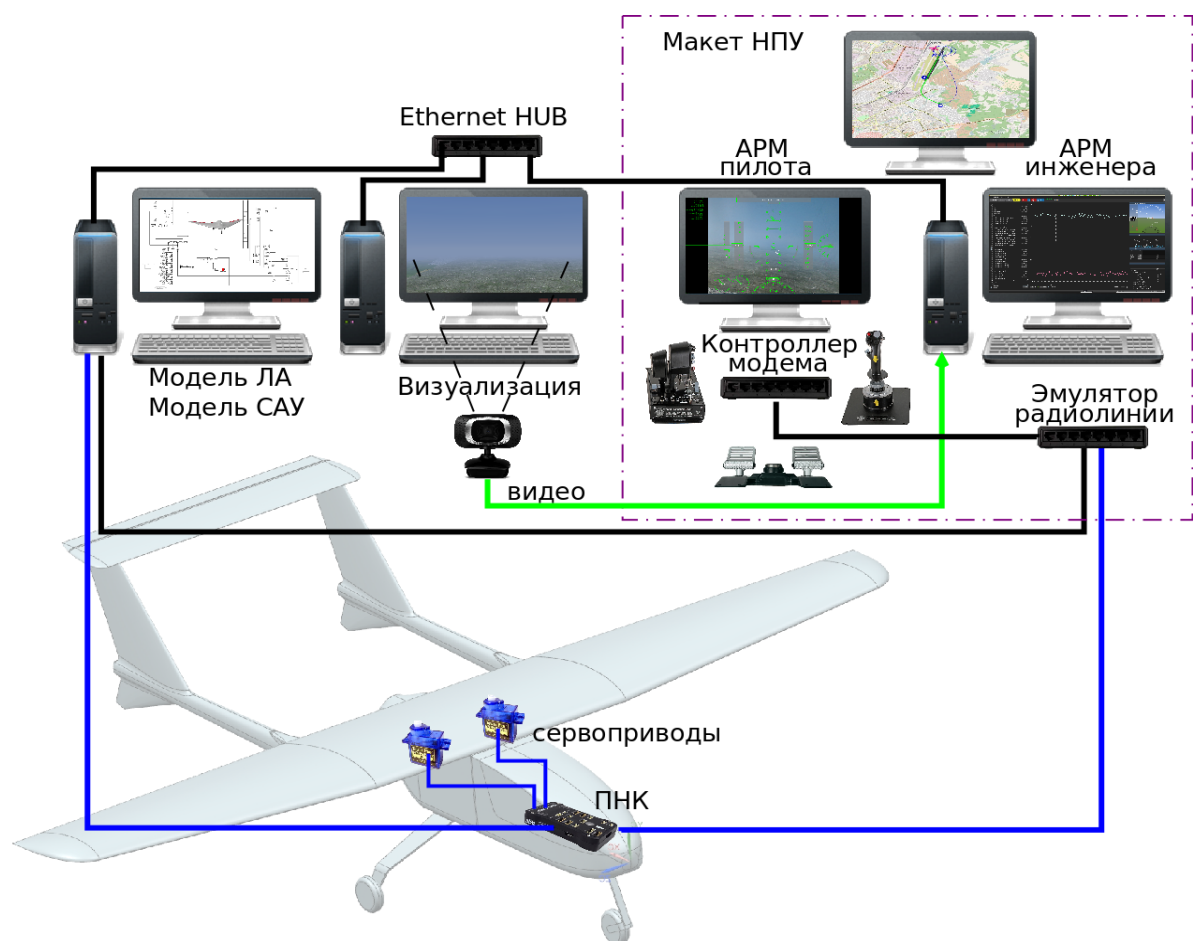 Макет НПУ
Ethernet HUB
АРМ
пилота
АРМ
инженера
Модель ЛА
Модель САУ
Визуализация
Контроллер
модема
Эмулятор
радиолинии
видео
сервоприводы
ПНК